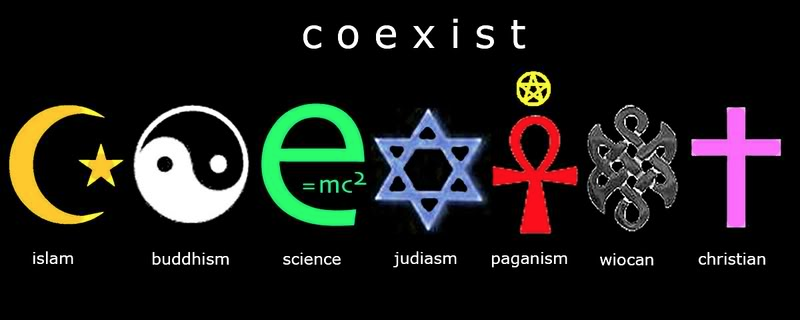 coexist
e
=mc²
islam buddhism science judiasm paganism wiocan christian